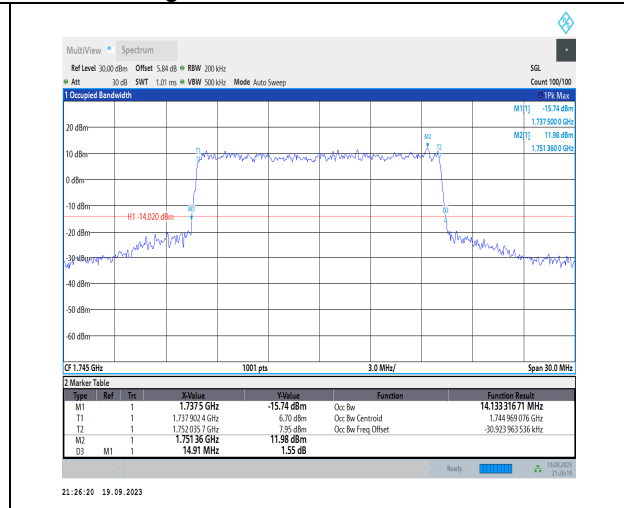 MultiView Spectrum
Ref Level 30.00 dBm Offset 5.84 dB RBW 200 kHz SGL
Att 30 dB SWT 1.01 ms VBW 500 kHz Mode Auto Sweep Count 100/100
1 Occupied Bandwidth 1Pk Max
M1[1] -15.74 dBm
1.737 500 0 GHz
M2[1] 11.98 dBm
1.751 360 0 GHz
20 dBm
M2
T1
T2
10 dBm
0 dBm
-10 dBm
M1
D3
H1 -14.020 dBm
-20 dBm
-30 dBm
-40 dBm
-50 dBm
-60 dBm
CF 1.745 GHz 1001 pts 3.0 MHz/ Span 30.0 MHz
2 Marker Table
Type Ref Trc X-Value Y-Value Function Function Result
M1 1 1.7375 GHz -15.74 dBm Occ Bw 14.133 316 71 MHz
T1 1 1.737 902 4 GHz 6.70 dBm Occ Bw Centroid 1.744 969 076 GHz
T2 1 1.752 035 7 GHz 7.95 dBm Occ Bw Freq Offset -30.923 963 536 kHz
M2 1 1.751 36 GHz 11.98 dBm
D3 M1 1 14.91 MHz 1.55 dB
Ready 19.09.2023
21:26:19
21:26:20 19.09.2023